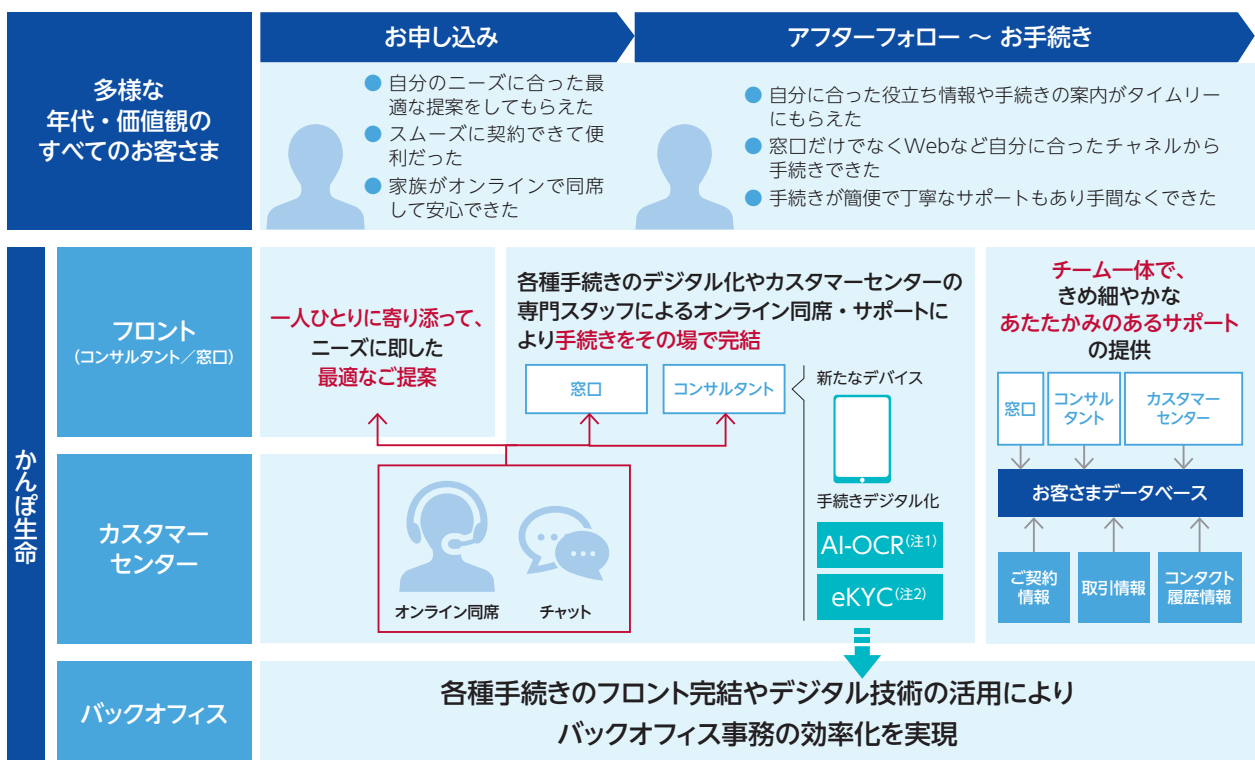 多様な
年代・価値観の
すべてのお客さま
お申し込み
● 自分のニーズに合った最
適な提案をしてもらえた
● スムーズに契約できて便
利だった
● 家族がオンラインで同席
して安心できた
アフターフォロー ～ お手続き
● 自分に合った役立ち情報や手続きの案内がタイムリー
にもらえた
● 窓口だけでなくWebなど自分に合ったチャネルから
手続きできた
● 手続きが簡便で丁寧なサポートもあり手間なくできた
かんぽ生命
フロント
(コンサルタント／窓口)
一人ひとりに寄り添って、
ニーズに即した
最適なご提案
各種手続きのデジタル化やカスタマーセンターの
専門スタッフによるオンライン同席・サポートに
より手続きをその場で完結
窓口
コンサルタント
新たなデバイス
手続きデジタル化
AI-OCR(注1)
eKYC(注2)
チーム一体で、
きめ細やかな
あたたかみのあるサポート
の提供
窓口
コンサル
タント
カスタマー
センター
お客さまデータベース
ご契約
情報
取引情報
コンタクト
履歴情報
カスタマー
センター
オンライン同席
チャット
バックオフィス
各種手続きのフロント完結やデジタル技術の活用により
バックオフィス事務の効率化を実現